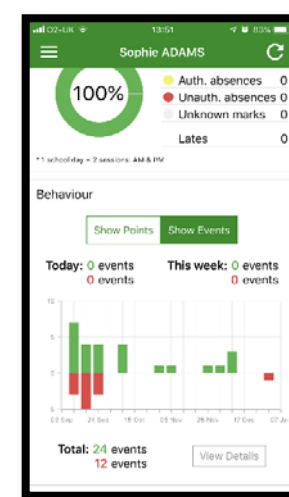 O2-UK 13:51 83%
Sophie ADAMS
100%
Auth. absences 0
Unauth. absences 0
Unknown marks 0
Lates 0
* 1 school day = 2 sessions: AM & PM
Behaviour
Show Points Show Events
Today: 0 events This week: 0 events
0 events 0 events
10
5
0
5
03 Sep 24 Sep 15 Oct 05 Nov 26 Nov 17 Dec 07 Ja
Total: 24 events
12 events
View Details